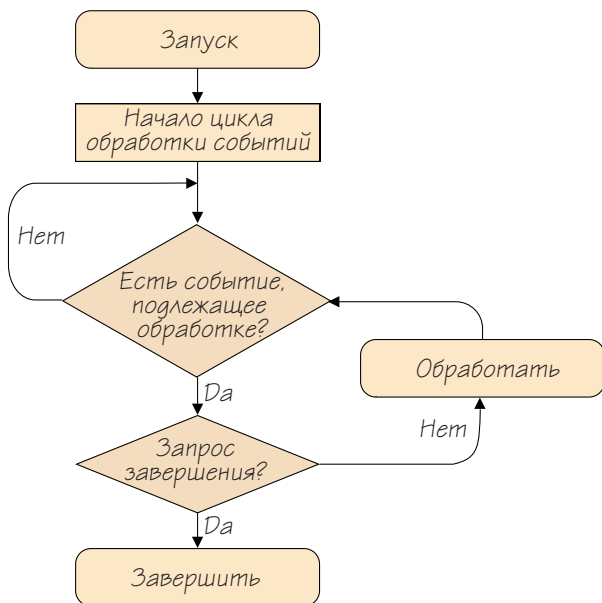 Запуск
Начало цикла
обработки событий
Нет
Есть событие,
подлежащее
обработке?
Обработать
Да
Нет
Запрос
завершения?
Да
Завершить